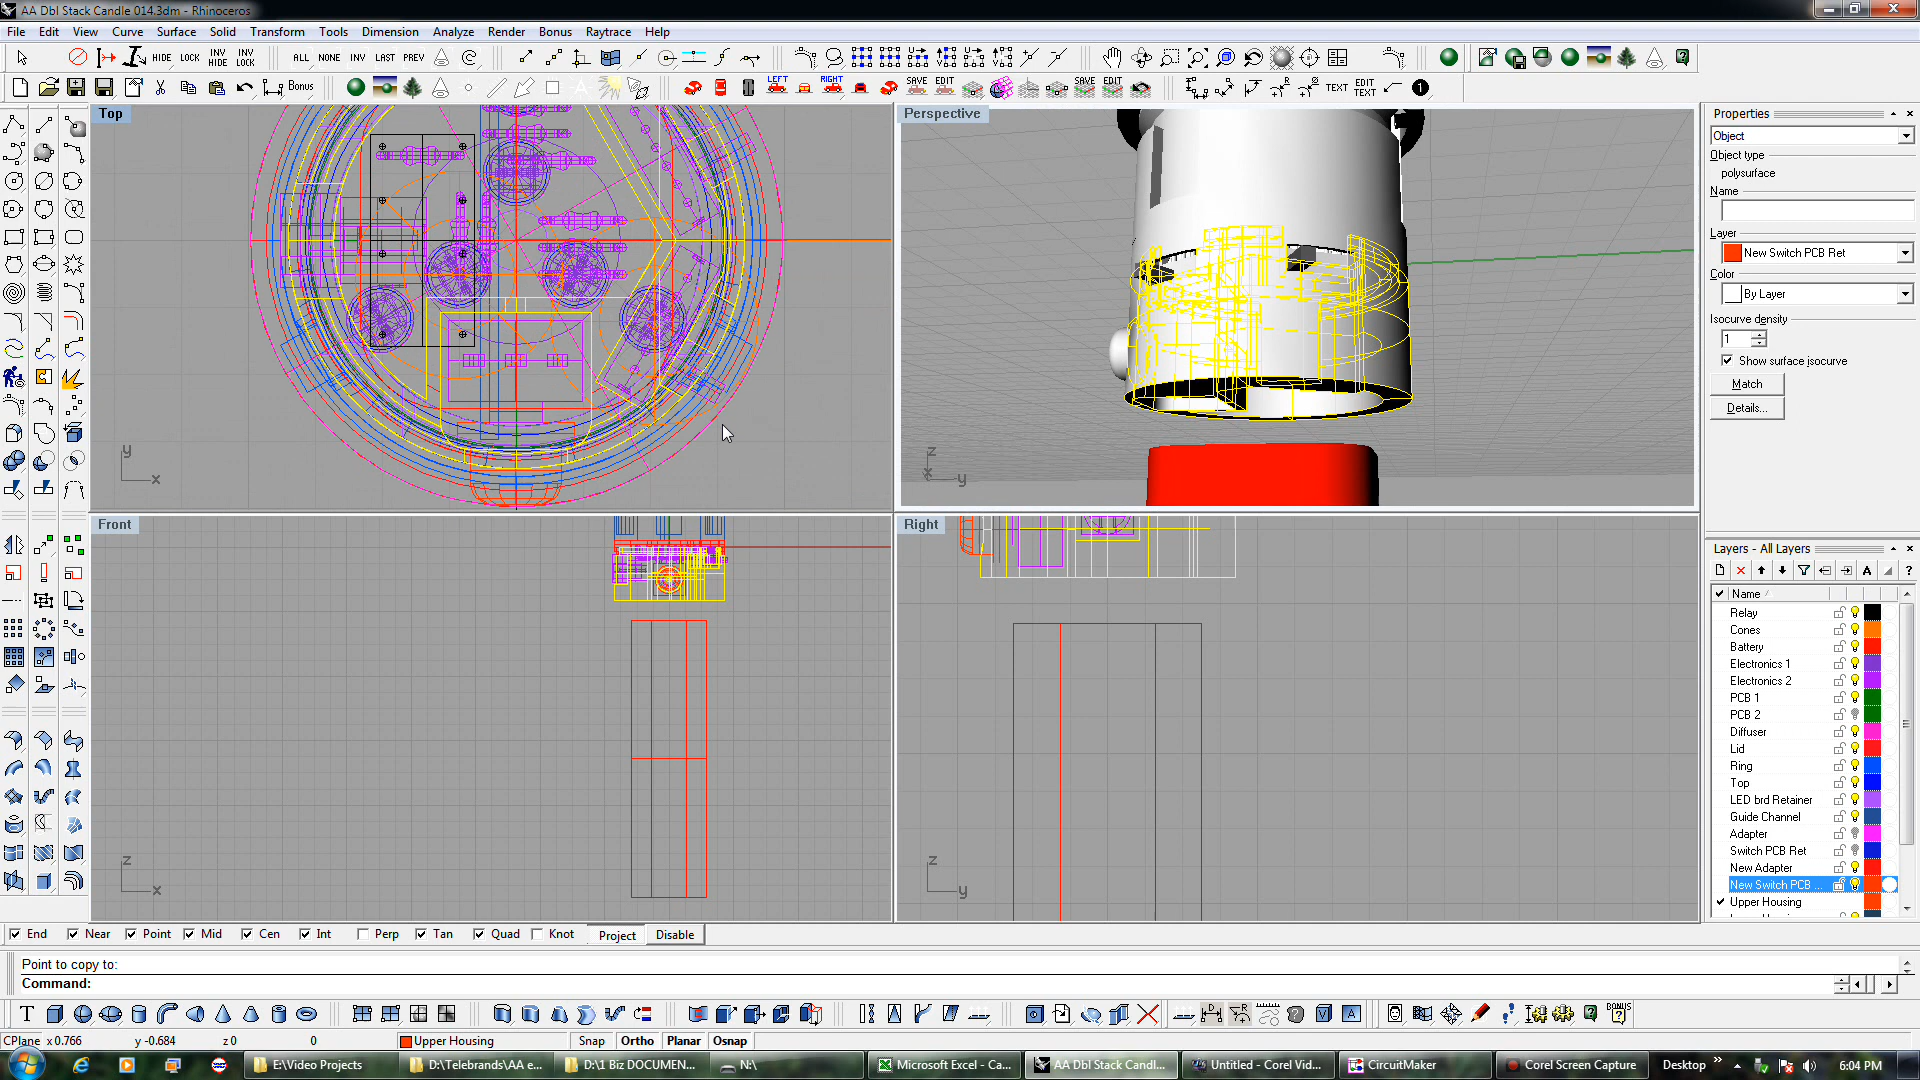 AA Dbl Stack Candle 014.3dm - Rhinoceros
File Edit View Curve Surface Solid Transform Tools Dimension Analyze Render Bonus Raytrace Help
HIDE LOCK INV HIDE INV LOCK ALL NONE INV LAST PREV
Bonus LEFT RIGHT SAVE EDIT SAVE EDIT TEXT EDIT TEXT 1
Top
y
x
Perspective
z
x
y
Front
z
x
Right
z
y
Properties
Object
Object type
polysurface
Name
Layer
New Switch PCB Ret
Color
By Layer
Isocurve density
1
Show surface isocurve
Match
Details...
Layers - All Layers
A ?
Name
Relay
Cones
Battery
Electronics 1
Electronics 2
PCB 1
PCB 2
Diffuser
Lid
Ring
Top
LED brd Retainer
Guide Channel
Adapter
Switch PCB Ret
New Adapter
New Switch PCB ...
Upper Housing
End Near Point Mid Cen Int Perp Tan Quad Knot Project Disable
Point to copy to:
Command:
T
BONUS
CPlane x 0.766 y -0.684 z 0 0 Upper Housing Snap Ortho Planar Osnap
E:\Video Projects D:\Telebrands\AA e... D:\1 Biz DOCUMEN... N:\ Microsoft Excel - Ca... AA Dbl Stack Candl... Untitled - Corel Vid... CircuitMaker Corel Screen Capture Desktop 6:04 PM